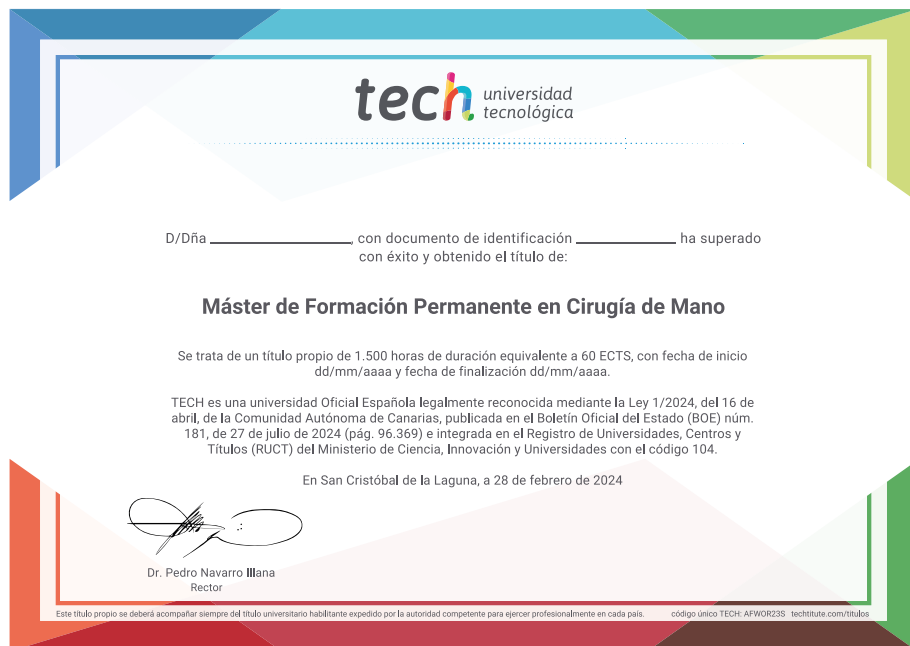 tech universidad
tecnológica
D/Dña ________________, con documento de identificación ____________ ha superado
con éxito y obtenido el título de:
Máster de Formación Permanente en Cirugía de Mano
Se trata de un título propio de 1.500 horas de duración equivalente a 60 ECTS, con fecha de inicio
dd/mm/aaaa y fecha de finalización dd/mm/aaaa.
TECH es una universidad Oficial Española legalmente reconocida mediante la Ley 1/2024, del 16 de
abril, de la Comunidad Autónoma de Canarias, publicada en el Boletín Oficial del Estado (BOE) núm.
181, de 27 de julio de 2024 (pág. 96.369) e integrada en el Registro de Universidades, Centros y
Títulos (RUCT) del Ministerio de Ciencia, Innovación y Universidades con el código 104.
En San Cristóbal de la Laguna, a 28 de febrero de 2024
Dr. Pedro Navarro Illana
Rector
Este título propio se deberá acompañar siempre del título universitario habilitante expedido por la autoridad competente para ejercer profesionalmente en cada país. código único TECH: AFWOR23S techtitute.com/titulos